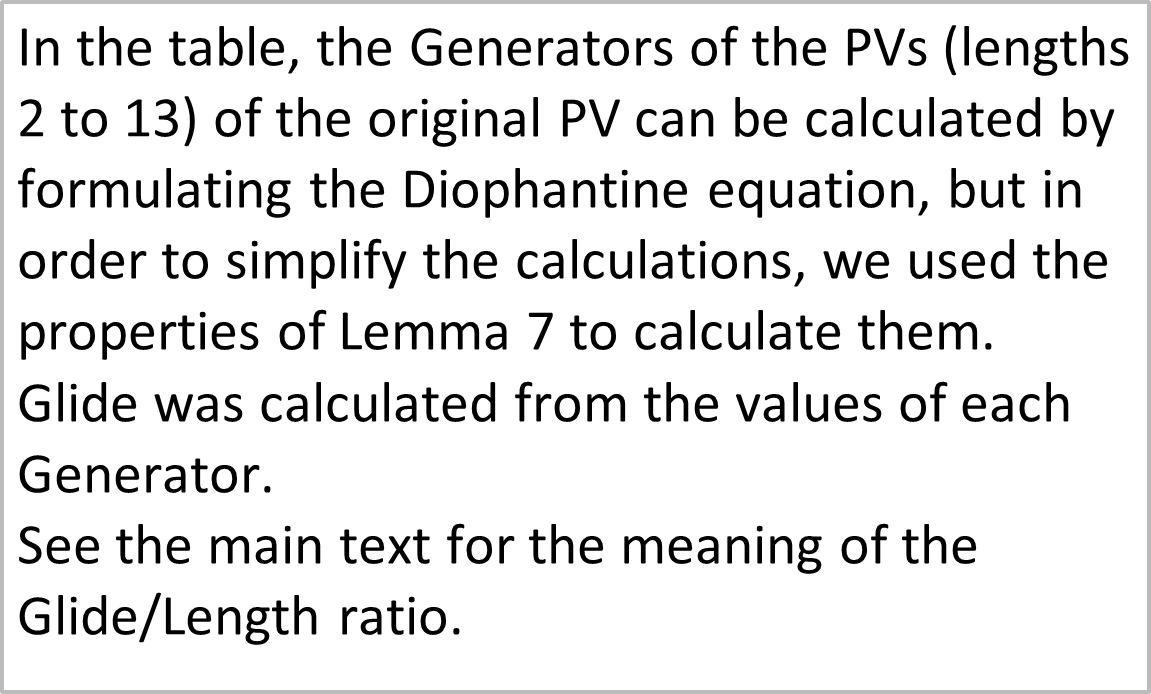 In the table, the Generators of the PVs (lengths
2 to 13) of the original PV can be calculated by
formulating the Diophantine equation, but in
order to simplify the calculations, we used the
properties of Lemma 7 to calculate them.
Glide was calculated from the values of each
Generator.
See the main text for the meaning of the
Glide/Length ratio.